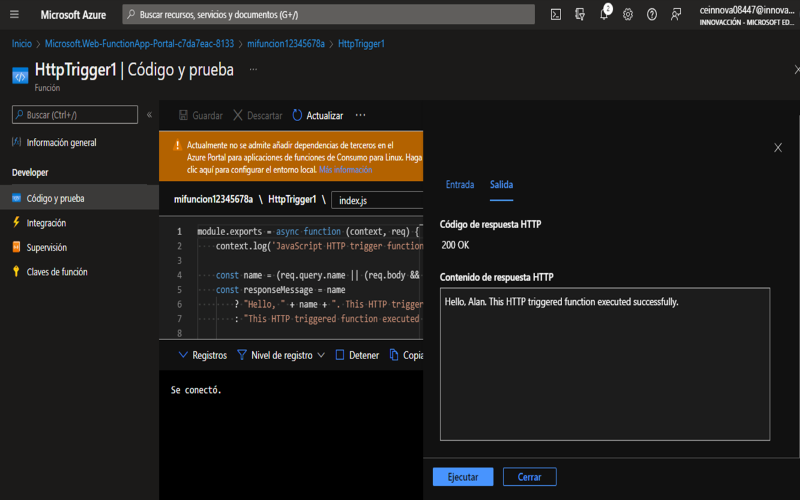 Microsoft Azure
Buscar recursos, servicios y documentos (G+/)
2
ceinnova08447@innova...
INNOVACCIÓN - MICROSOFT ED...
Inicio > Microsoft.Web-FunctionApp-Portal-c7da7eac-8133 > mifuncion12345678a > HttpTrigger1
HttpTrigger1 | Código y prueba ...
Función
Buscar (Ctrl+/) «
Información general
Developer
Código y prueba
Integración
Supervisión
Claves de función
Guardar Descartar Actualizar ...
Actualmente no se admite añadir dependencias de terceros en el
Azure Portal para aplicaciones de funciones de Consumo para Linux. Haga
clic aquí para configurar el entorno local. Más información
mifuncion12345678a \ HttpTrigger1 \ index.js
1 module.exports = async function (context, req) {
2 context.log('JavaScript HTTP trigger function
3
4 const name = (req.query.name || (req.body &&
5 const responseMessage = name
6 ? "Hello, " + name + ". This HTTP trigger
7 : "This HTTP triggered function executed
8
Registros Nivel de registro Detener Copia
Se conectó.
Entrada Salida
Código de respuesta HTTP
200 OK
Contenido de respuesta HTTP
Hello, Alan. This HTTP triggered function executed successfully.
Ejecutar Cerrar